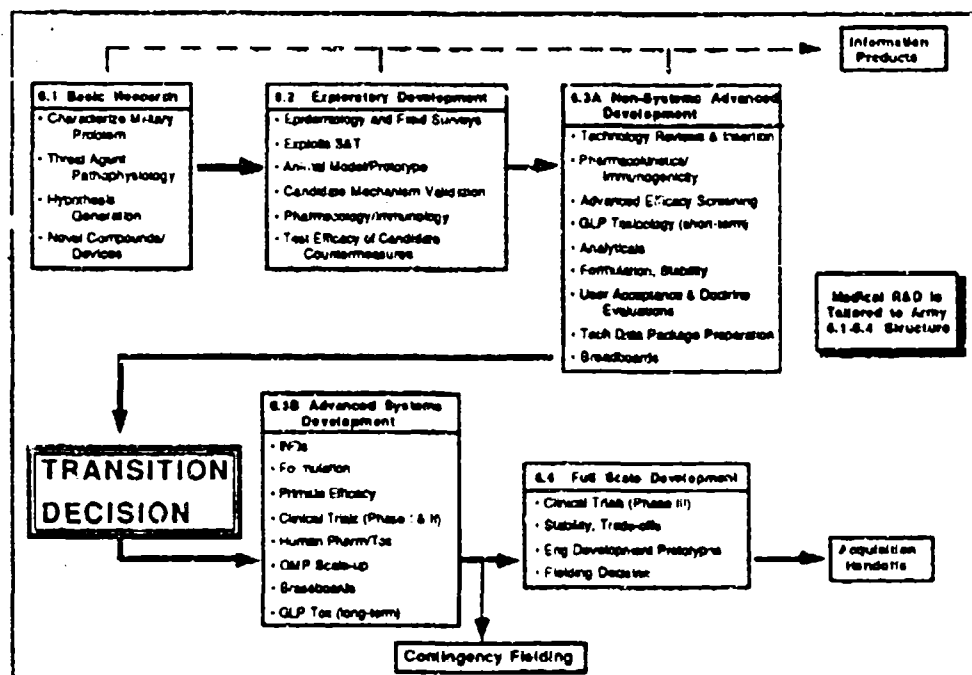 Information
Products
6.1 Basic Research
• Characterize Military
Problem
• Threat Agent
Pathophysiology
• Hypothesis
Generation
• Novel Compounds/
Devices
6.2 Exploratory Development
• Epidemiology and Field Surveys
• Exploits S&T
• Animal Model/Prototype
• Candidate Mechanism Validation
• Pharmacology/Immunology
• Test Efficacy of Candidate
Countermeasures
6.3A Non-Systems Advanced
Development
• Technology Reviews & Insertion
• Pharmacokinetics/
Immunogenicity
• Advanced Efficacy Screening
• GLP Toxicology (short-term)
• Analyticals
• Formulation, Stability
• User Acceptance & Doctrine
Evaluations
• Tech Data Package Preparation
• Breadboards
Medical R&D is
Tailored to Army
6.1-6.4 Structure
TRANSITION
DECISION
6.3B Advanced Systems
Development
• INDs
• Formulation
• Primate Efficacy
• Clinical Trials (Phase I & II)
• Human Pharm/Tox
• GMP Scale-up
• Brassboards
• GLP Tox (long-term)
6.4 Full Scale Development
• Clinical Trials (Phase III)
• Stability, Trade-offs
• Eng Development Prototypes
• Fielding Decision
Acquisition
Handoffs
Contingency Fielding